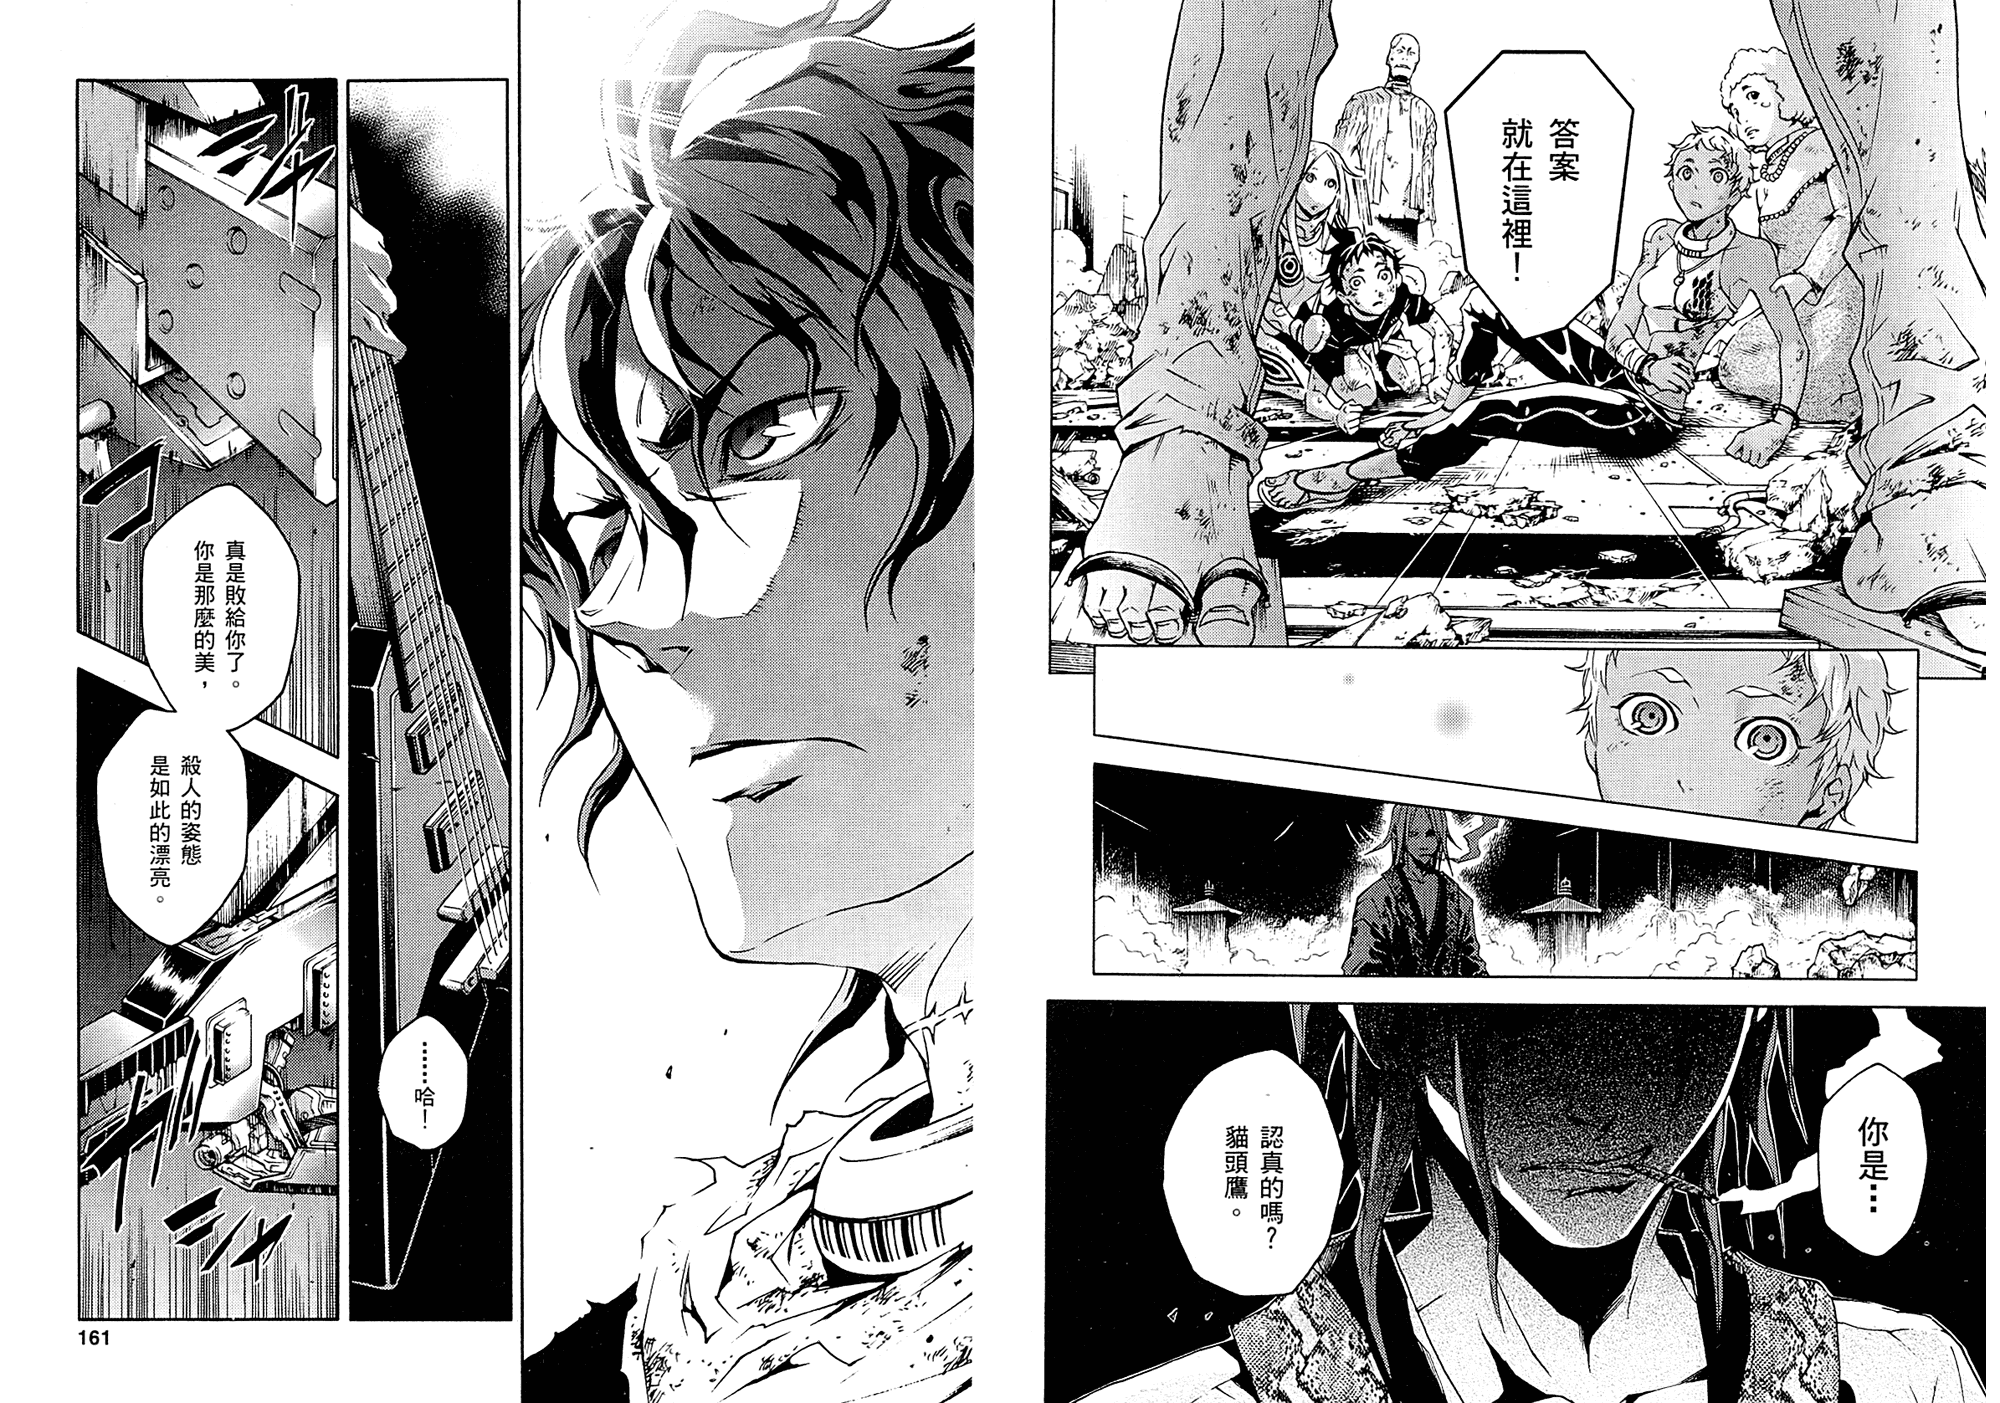 答案
就在這裡！
你是…
認真的嗎？
貓頭鷹。
……哈！
真是敗給你了。
你是那麼的美，
殺人的姿態
是如此的漂亮。
161